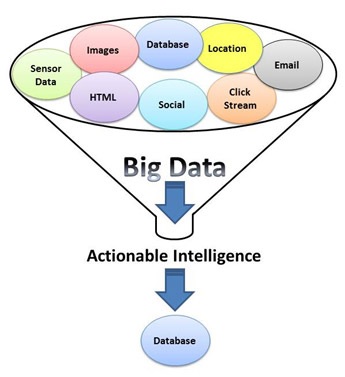 Sensor
Data
Images
Database
Location
Email
HTML
Social
Click
Stream
Big Data
Actionable Intelligence
Database